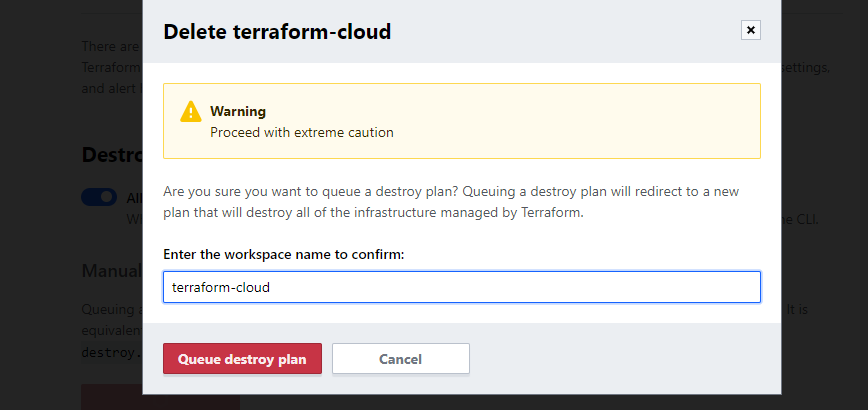 Delete terraform-cloud
There are
Terraform
ettings,
and alert
Warning
Proceed with extreme caution
Destro
All
Are you sure you want to queue a destroy plan? Queuing a destroy plan will redirect to a new
plan that will destroy all of the infrastructure managed by Terraform.
e CLI.
Enter the workspace name to confirm:
Manual
terraform-cloud
Queuing a
It is
equivalen
destroy.
Queue destroy plan
Cancel